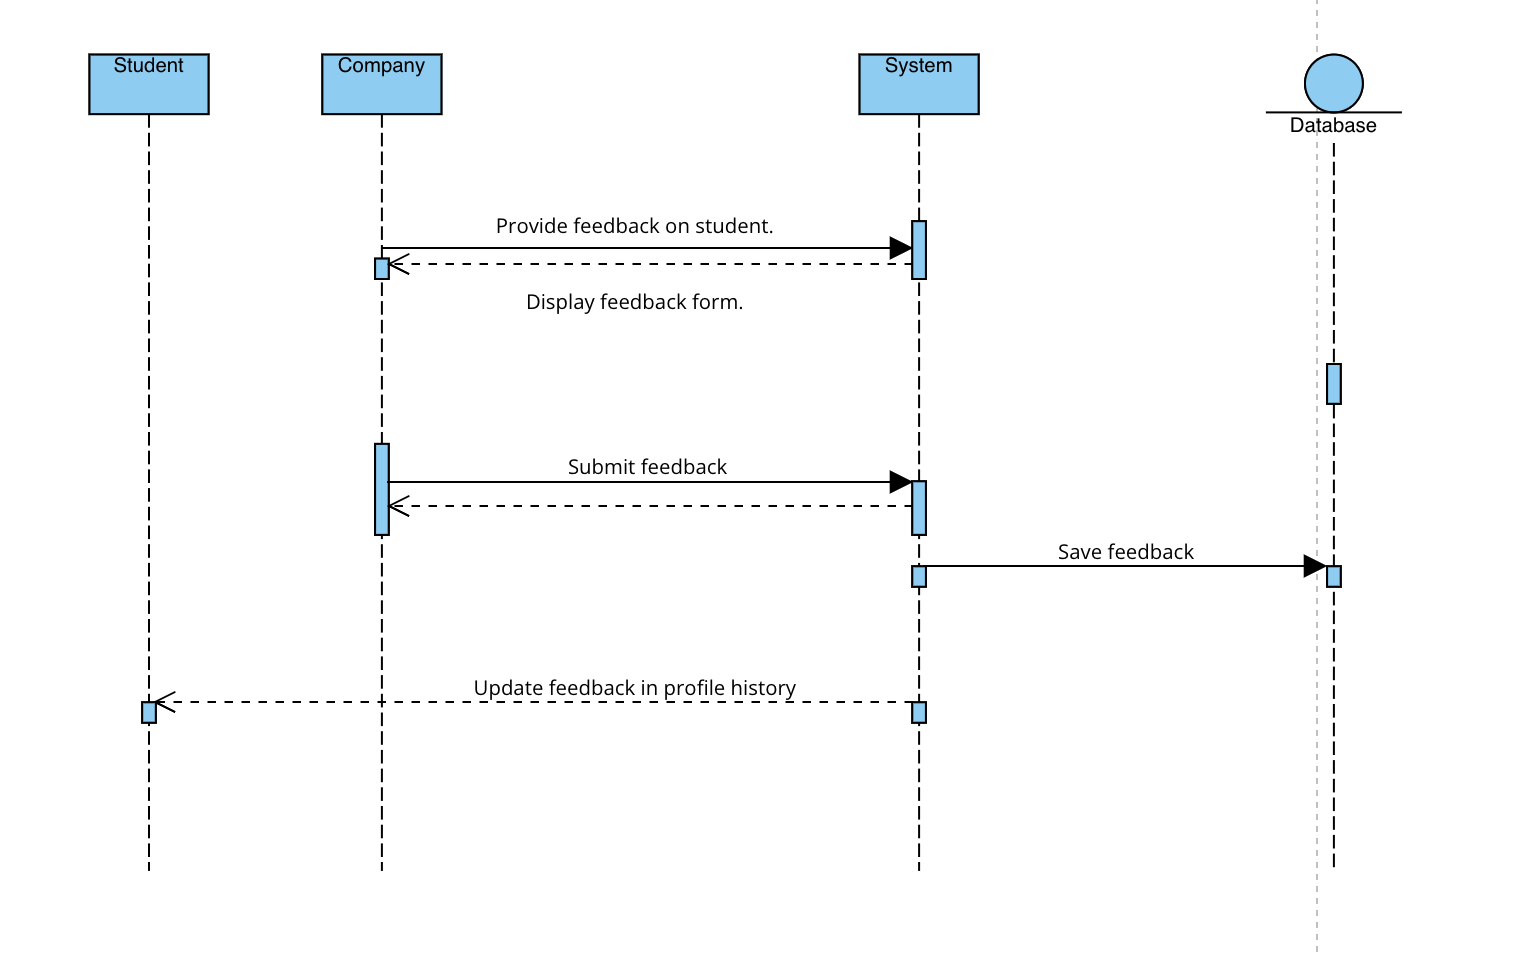 Student
Company
System
Database
Provide feedback on student.
Display feedback form.
Submit feedback
Save feedback
Update feedback in profile history